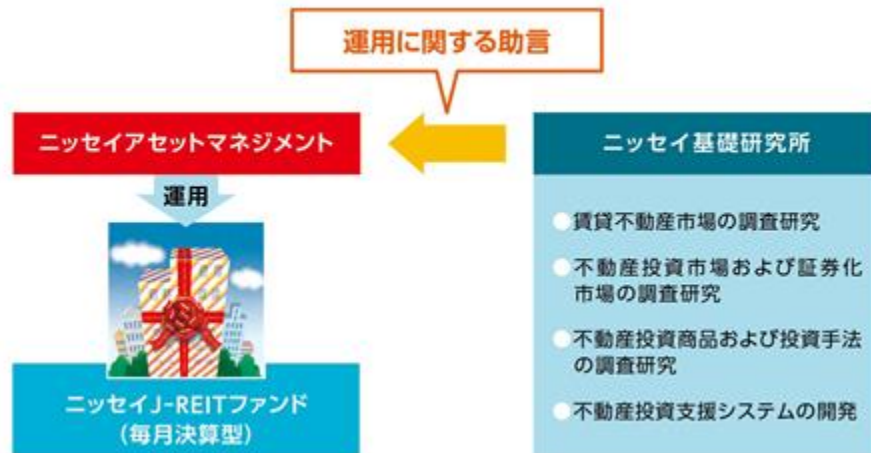 運用に関する助言
ニッセイアセットマネジメント
運用
ニッセイJ-REITファンド
(毎月決算型)
ニッセイ基礎研究所
賃貸不動産市場の調査研究
不動産投資市場および証券化
市場の調査研究
不動産投資商品および投資手法
の調査研究
不動産投資支援システムの開発